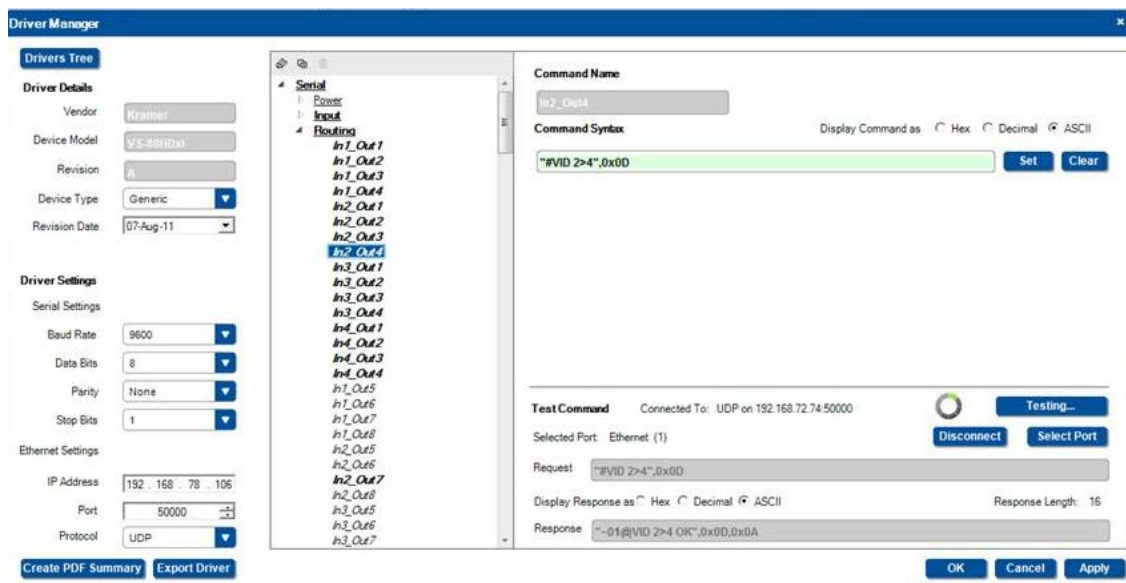 Driver Manager
Drivers Tree
Driver Details
Vendor Kramer
Device Model VS-88HDxl
Revision A
Device Type Generic
Revision Date 07-Aug-11
Driver Settings
Serial Settings
Baud Rate 9600
Data Bits 8
Parity None
Stop Bits 1
Ethernet Settings
IP Address 192 . 168 . 78 . 106
Port 50000
Protocol UDP
Create PDF Summary Export Driver
Serial
Power
Input
Routing
In1_Out1
In1_Out2
In1_Out3
In1_Out4
In2_Out1
In2_Out2
In2_Out3
In2_Out4
In3_Out1
In3_Out2
In3_Out3
In3_Out4
In4_Out1
In4_Out2
In4_Out3
In4_Out4
In1_Out5
In1_Out6
In1_Out7
In1_Out8
In2_Out5
In2_Out6
In2_Out7
In2_Out8
In3_Out5
In3_Out6
In3_Out7
Command Name
In2_Out4
Command Syntax Display Command as Hex Decimal ASCII
"#VID 2>4",0x0D Set Clear
Test Command Connected To: UDP on 192.168.72.74:50000 Testing...
Selected Port: Ethernet (1) Disconnect Select Port
Request "#VID 2>4",0x0D
Display Response as Hex Decimal ASCII Response Length: 16
Response "~01@VID 2>4 OK",0x0D,0x0A
OK Cancel Apply